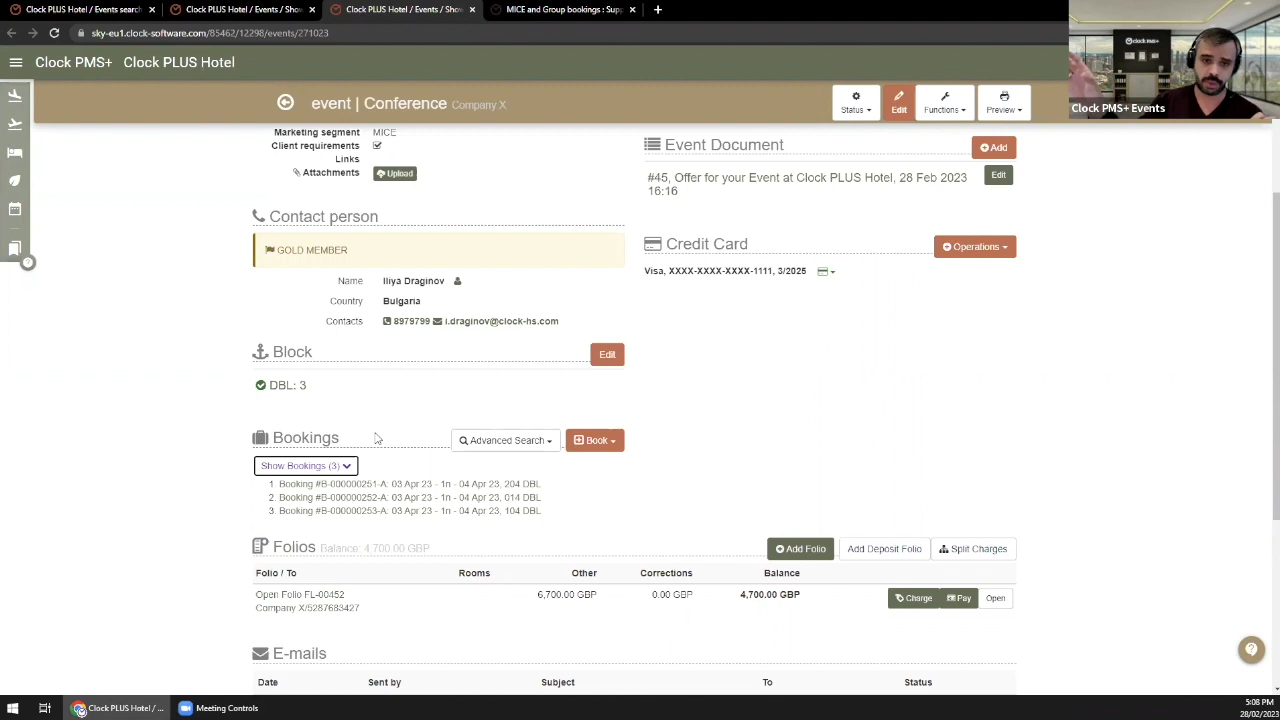 Clock PLUS Hotel / Events search
Clock PLUS Hotel / Events / Show
Clock PLUS Hotel / Events / Show
MICE and Group bookings : Supp
sky-eu1.clock-software.com/85462/12298/events/271023
Clock PMS+ Clock PLUS Hotel
Clock PMS+
Clock PMS+ Events
event | Conference Company X
Status
Edit
Functions
Preview
Marketing segment MICE
Client requirements
Links
Attachments Upload
Contact person
GOLD MEMBER
Name Iliya Draginov
Country Bulgaria
Contacts 8979799 i.draginov@clock-hs.com
Block Edit
DBL: 3
Event Document Add
#45, Offer for your Event at Clock PLUS Hotel, 28 Feb 2023
16:16
Edit
Credit Card Operations
Visa, XXXX-XXXX-XXXX-1111, 3/2025
Bookings Advanced Search Book
Show Bookings (3)
1 Booking #B-000000251-A: 03 Apr 23 - 1n - 04 Apr 23, 204 DBL
2. Booking #B-000000252-A: 03 Apr 23 - 1n - 04 Apr 23, 014 DBL
3. Booking #B-000000253-A: 03 Apr 23 - 1n - 04 Apr 23, 104 DBL
Folios Balance: 4,700.00 GBP Add Folio Add Deposit Folio Split Charges
Folio / To Rooms Other Corrections Balance
Open Folio FL-00452 6,700.00 GBP 0.00 GBP 4,700.00 GBP Charge Pay Open
Company X/5287683427
E-mails
Date Sent by Subject To Status
Clock PLUS Hotel / ...
Meeting Controls
5:08 PM
28/02/2023